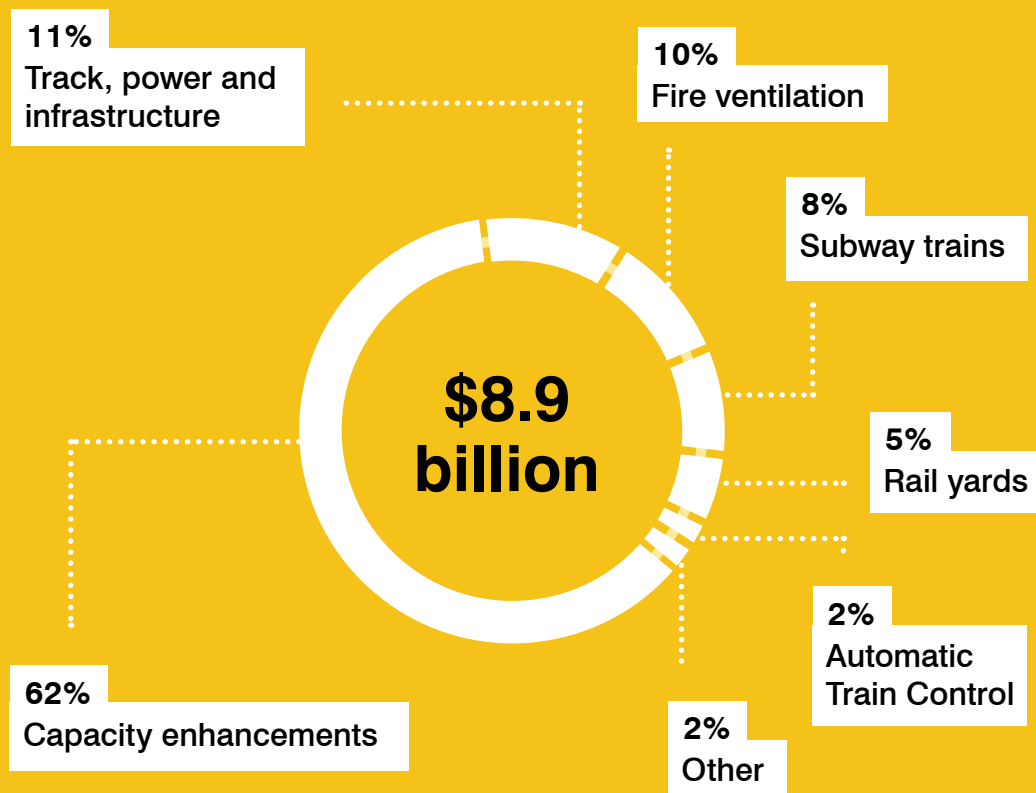 11%
Track, power and
infrastructure
10%
Fire ventilation
8%
Subway trains
$8.9
billion
5%
Rail yards
2%
Automatic
Train Control
62%
Capacity enhancements
2%
Other